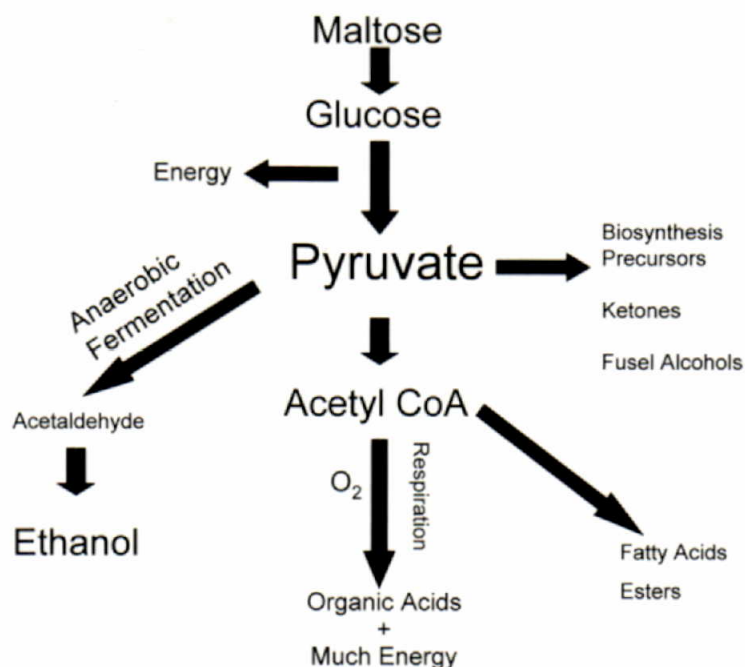 Maltose
Glucose
Energy
Pyruvate
Biosynthesis
Precursors
Ketones
Fusel Alcohols
Anaerobic
Fermentation
Acetaldehyde
Ethanol
Acetyl CoA
O₂
Respiration
Organic Acids
+
Much Energy
Fatty Acids
Esters